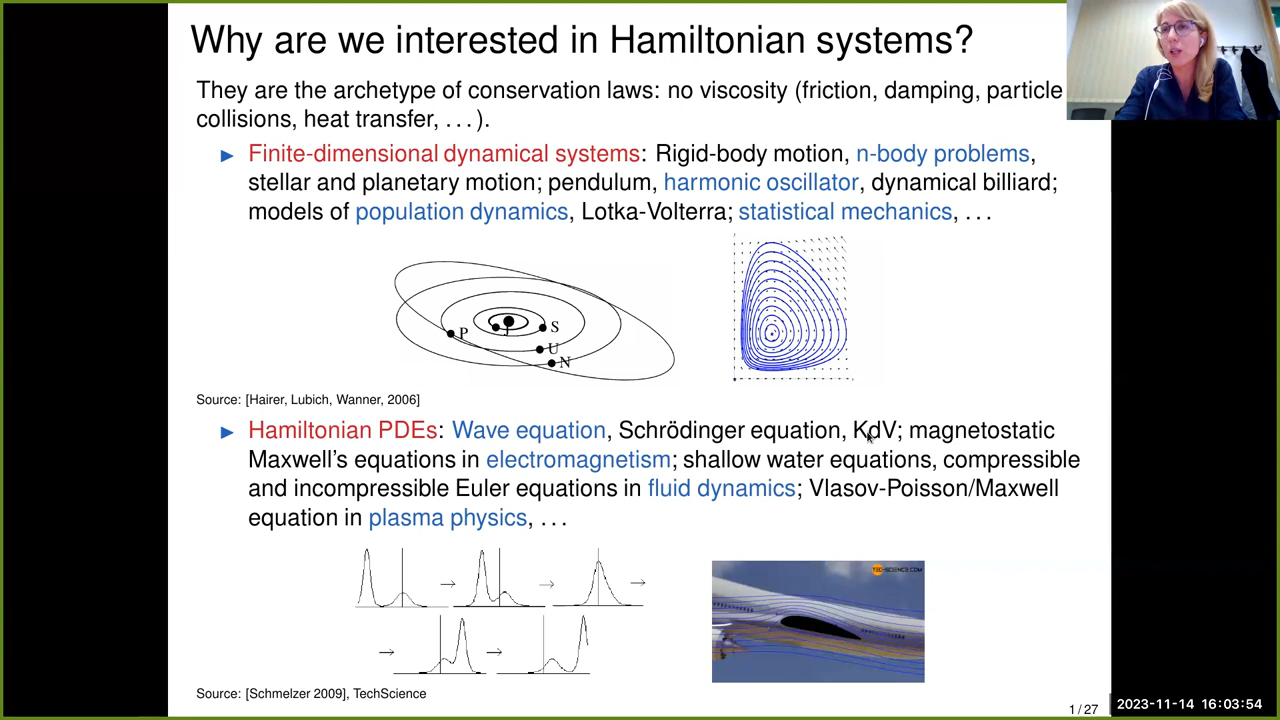 Why are we interested in Hamiltonian systems?
They are the archetype of conservation laws: no viscosity (friction, damping, particle
collisions, heat transfer, . . . ).
► Finite-dimensional dynamical systems: Rigid-body motion, n-body problems,
stellar and planetary motion; pendulum, harmonic oscillator, dynamical billiard;
models of population dynamics, Lotka-Volterra; statistical mechanics, . . .
P
J
S
U
N
Source: [Hairer, Lubich, Wanner, 2006]
► Hamiltonian PDEs: Wave equation, Schrödinger equation, KdV; magnetostatic
Maxwell's equations in electromagnetism; shallow water equations, compressible
and incompressible Euler equations in fluid dynamics; Vlasov-Poisson/Maxwell
equation in plasma physics, . . .
TEC-SCIENCE.COM
Source: [Schmelzer 2009], TechScience
1 / 27
2023-11-14 16:03:54